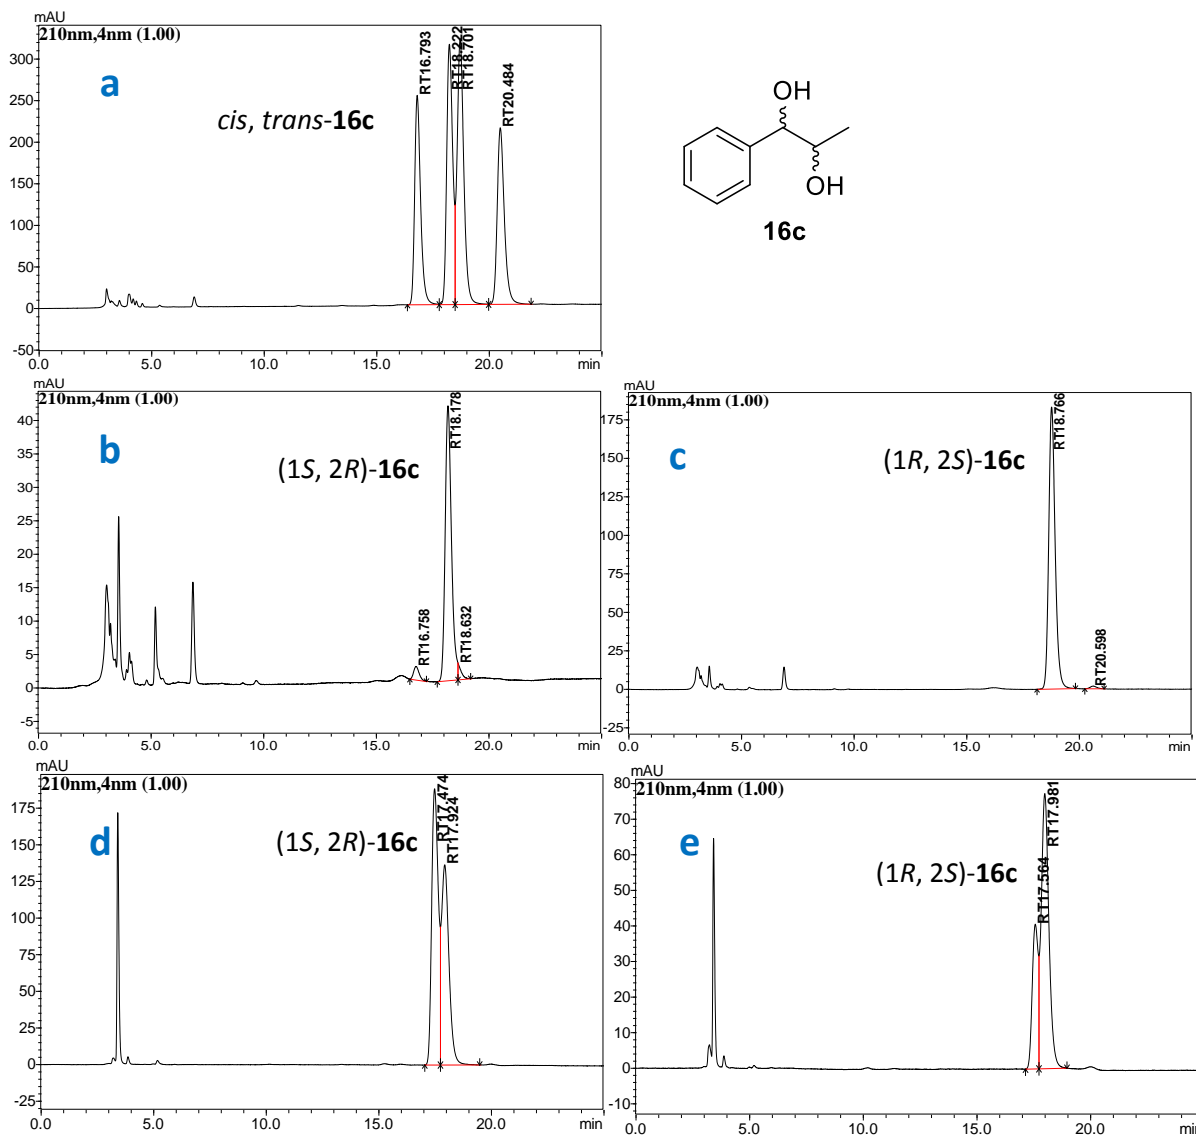 mAU
210nm,4nm (1.00)
a
cis, trans-16c
RT16.793
RT18.222
RT18.701
RT20.484
300
250
200
150
100
50
0
-50
0.0 5.0 10.0 15.0 20.0 min
OH
OH
16c
mAU
210nm,4nm (1.00)
b
(1S, 2R)-16c
RT16.758
RT18.178
RT18.632
40
35
30
25
20
15
10
5
0
-5
0.0 5.0 10.0 15.0 20.0 min
mAU
210nm,4nm (1.00)
c
(1R, 2S)-16c
RT18.766
RT20.598
175
150
125
100
75
50
25
0
-25
0.0 5.0 10.0 15.0 20.0 min
mAU
210nm,4nm (1.00)
d
(1S, 2R)-16c
RT17.474
RT17.924
175
150
125
100
75
50
25
0
-25
0.0 5.0 10.0 15.0 20.0 min
mAU
210nm,4nm (1.00)
e
(1R, 2S)-16c
RT17.564
RT17.981
80
70
60
50
40
30
20
10
0
-10
0.0 5.0 10.0 15.0 20.0 min